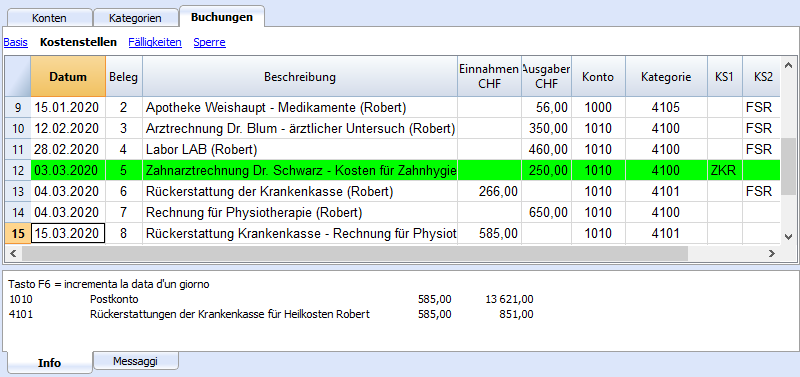 Konten Kategorien Buchungen
Basis Kostenstellen Fälligkeiten Sperre
Datum Beleg Beschreibung Einnahmen CHF Ausgaben CHF Konto Kategorie KS1 KS2
9 15.01.2020 2 Apotheke Weishaupt - Medikamente (Robert) 56,00 1000 4105 FSR
10 12.02.2020 3 Arztrechnung Dr. Blum - ärztlicher Untersuch (Robert) 350,00 1010 4100 FSR
11 28.02.2020 4 Labor LAB (Robert) 460,00 1010 4100 FSR
12 03.03.2020 5 Zahnarztrechnung Dr. Schwarz - Kosten für Zahnhygie 250,00 1010 4100 ZKR
13 04.03.2020 6 Rückerstattung der Krankenkasse (Robert) 266,00 1010 4101 FSR
14 04.03.2020 7 Rechnung für Physiotherapie (Robert) 650,00 1010 4100
15 15.03.2020 8 Rückerstattung Krankenkasse - Rechnung für Physiot 585,00 1010 4101
Tasto F6 = incrementa la data d'un giorno
1010 Postkonto 585,00 13 621,00
4101 Rückerstattungen der Krankenkasse für Heilkosten Robert 585,00 851,00
Info Messaggi